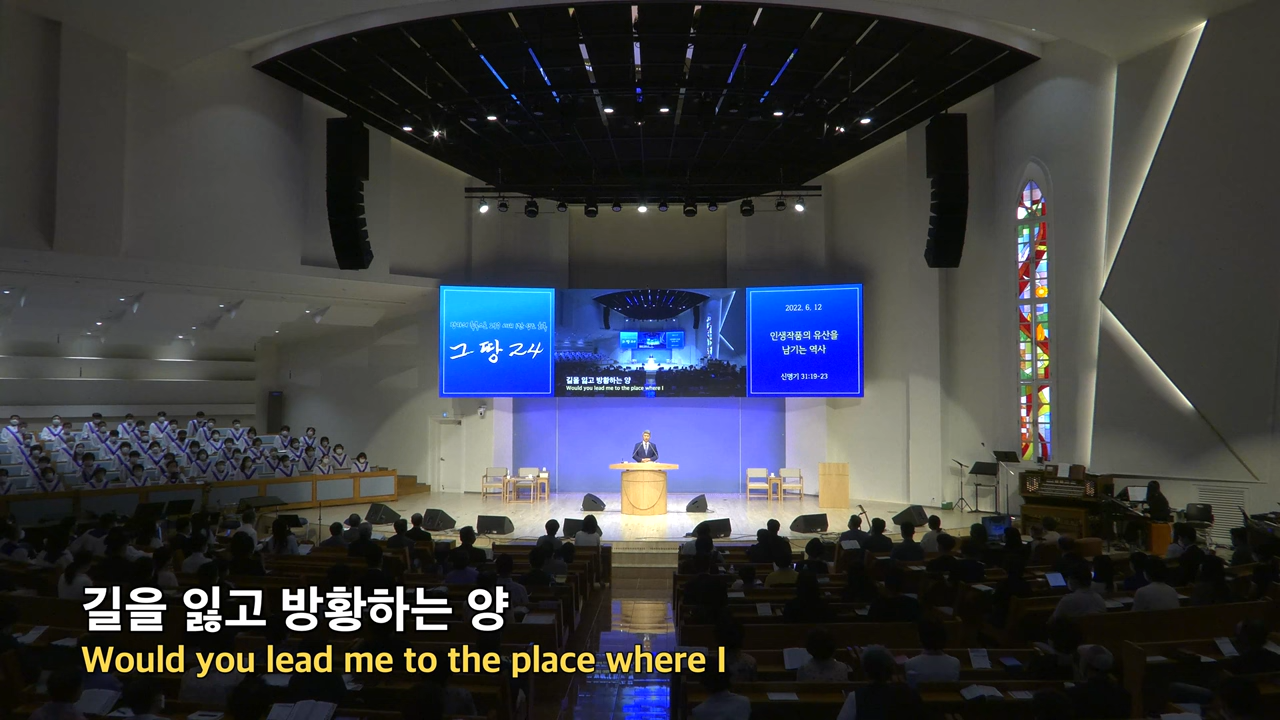 그 땅 24
길을 잃고 방황하는 양
Would you lead me to the place where I
2022. 6. 12
인생작품의 유산을
남기는 역사
신명기 31:19-23
길을 잃고 방황하는 양
Would you lead me to the place where I